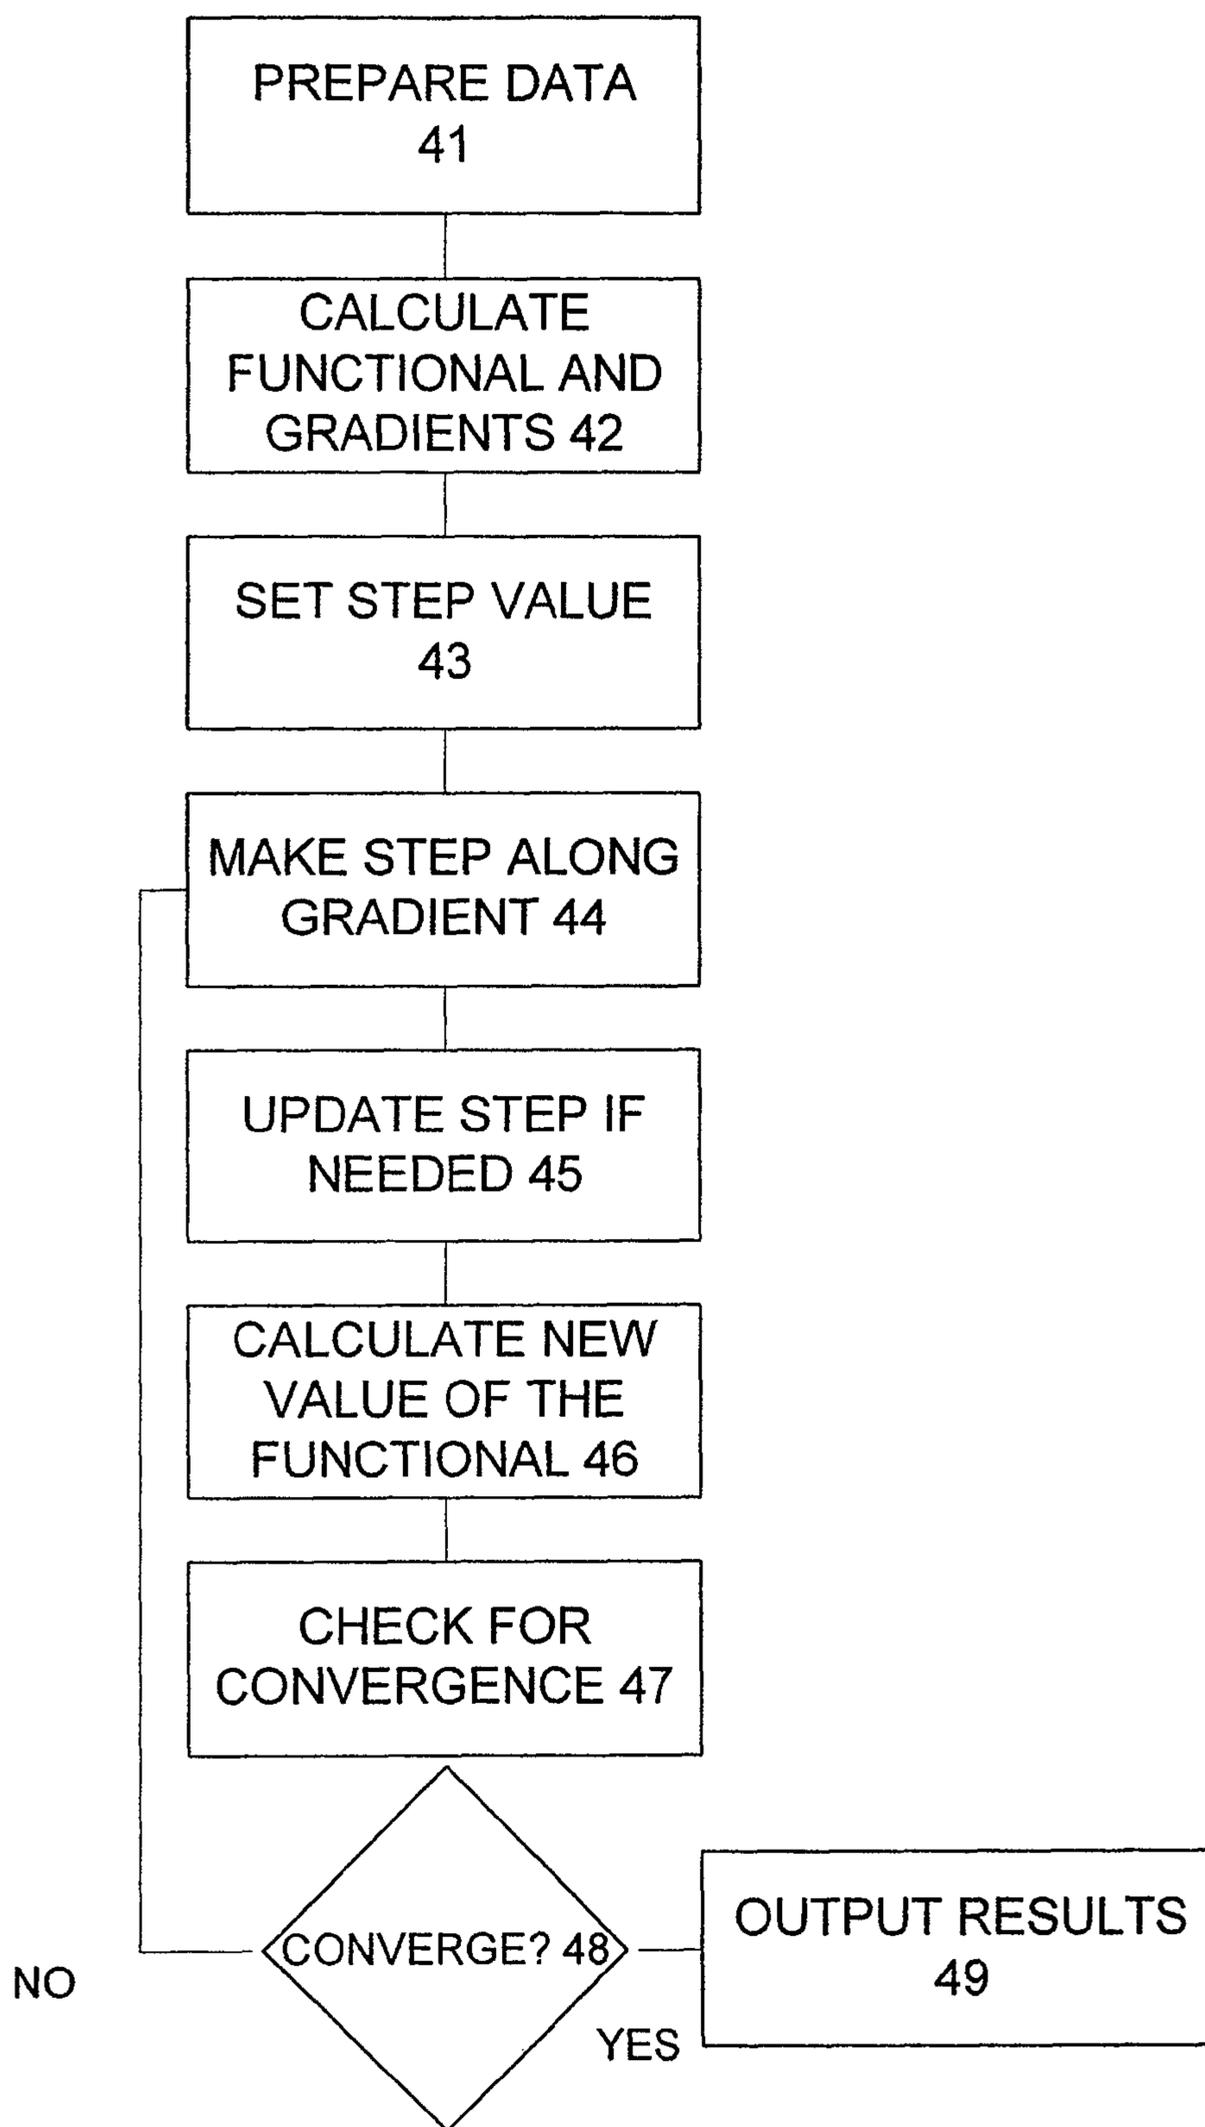 PREPARE DATA
41
CALCULATE
FUNCTIONAL AND
GRADIENTS 42
SET STEP VALUE
43
MAKE STEP ALONG
GRADIENT 44
UPDATE STEP IF
NEEDED 45
CALCULATE NEW
VALUE OF THE
FUNCTIONAL 46
CHECK FOR
CONVERGENCE 47
CONVERGE? 48
OUTPUT RESULTS
49
NO
YES